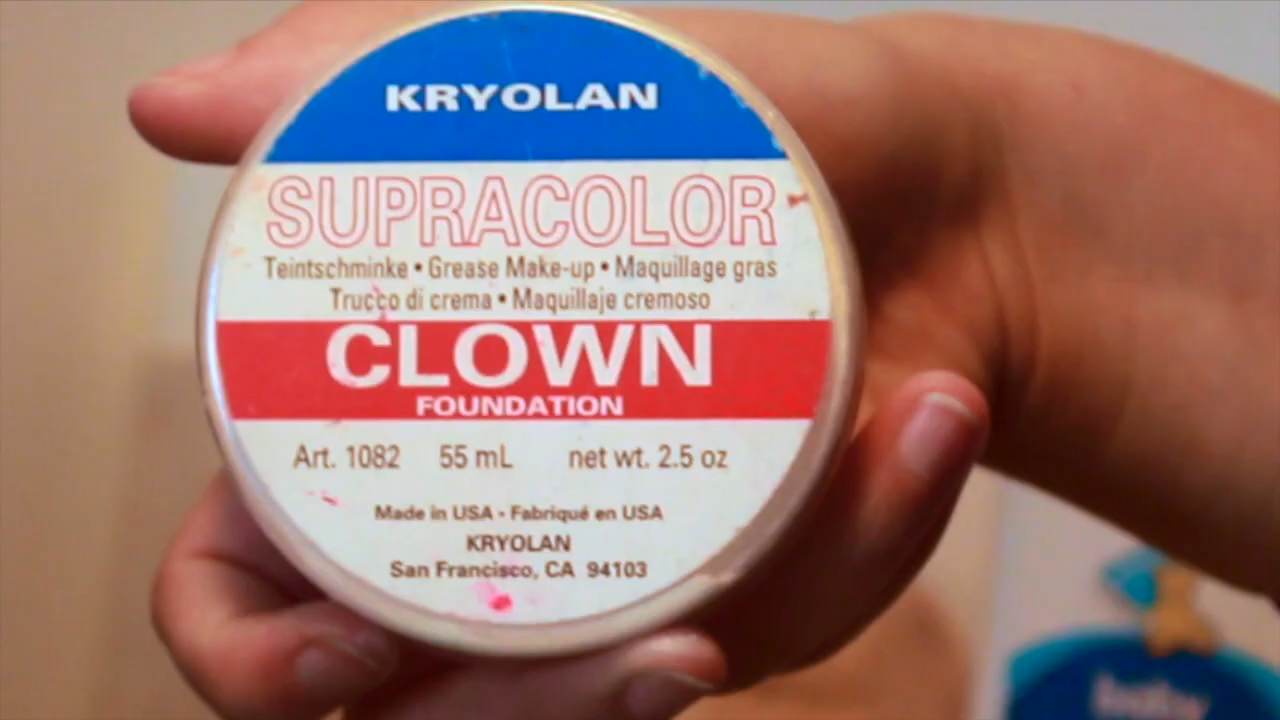 KRYOLAN
SUPRACOLOR
Teintschminke • Grease Make-up • Maquillage gras
Trucco di crema • Maquillaje cremoso
CLOWN
FOUNDATION
Art. 1082 55 mL net wt. 2.5 oz
Made in USA - Fabriqué en USA
KRYOLAN
San Francisco, CA 94103
baby